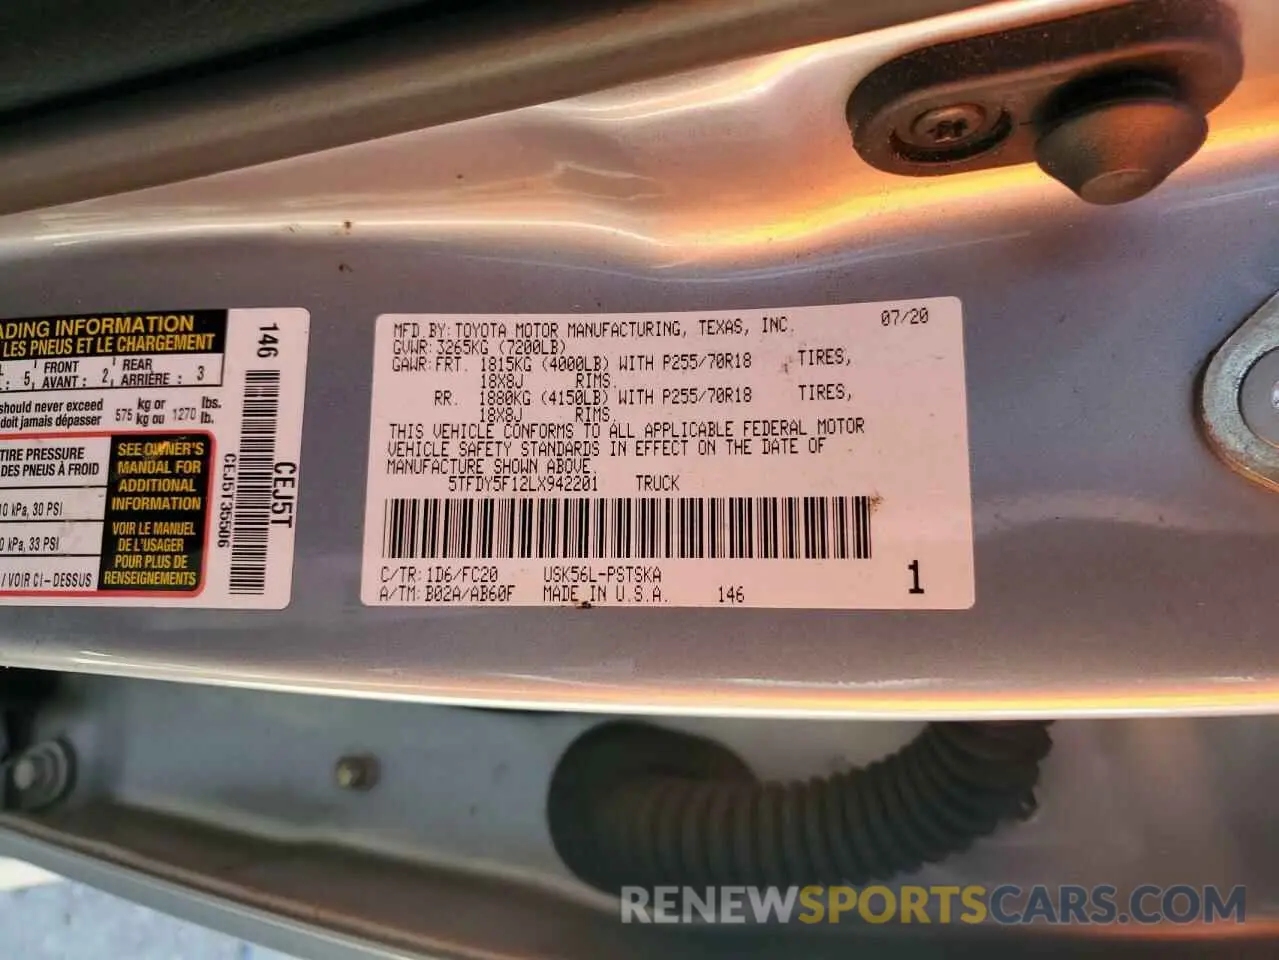 ADING INFORMATION
LES PNEUS ET LE CHARGEMENT
: 5, FRONT AVANT : 2, REAR ARRIÈRE : 3
should never exceed 575 kg or 1270 lbs.
doit jamais dépasser kg ou lb.
TIRE PRESSURE
DES PNEUS À FROID
kPa, 30 PSI
0 kPa, 33 PSI
/ VOIR CI-DESSUS
SEE OWNER'S
MANUAL FOR
ADDITIONAL
INFORMATION
VOIR LE MANUEL
DE L'USAGER
POUR PLUS DE
RENSEIGNEMENTS
146
CEJ5T35506
CEJ5T
MFD BY: TOYOTA MOTOR MANUFACTURING, TEXAS, INC. 07/20
GVWR: 3265KG (7200LB)
GAWR: FRT. 1815KG (4000LB) WITH P255/70R18 TIRES,
18X8J RIMS.
RR. 1880KG (4150LB) WITH P255/70R18 TIRES,
18X8J RIMS.
THIS VEHICLE CONFORMS TO ALL APPLICABLE FEDERAL MOTOR
VEHICLE SAFETY STANDARDS IN EFFECT ON THE DATE OF
MANUFACTURE SHOWN ABOVE.
5TFDY5F12LX942201 TRUCK
C/TR: 1D6/FC20 USK56L-PSTSKA
A/TM: B02A/AB60F MADE IN U.S.A. 146 1
RENEWSPORTSCARS.COM